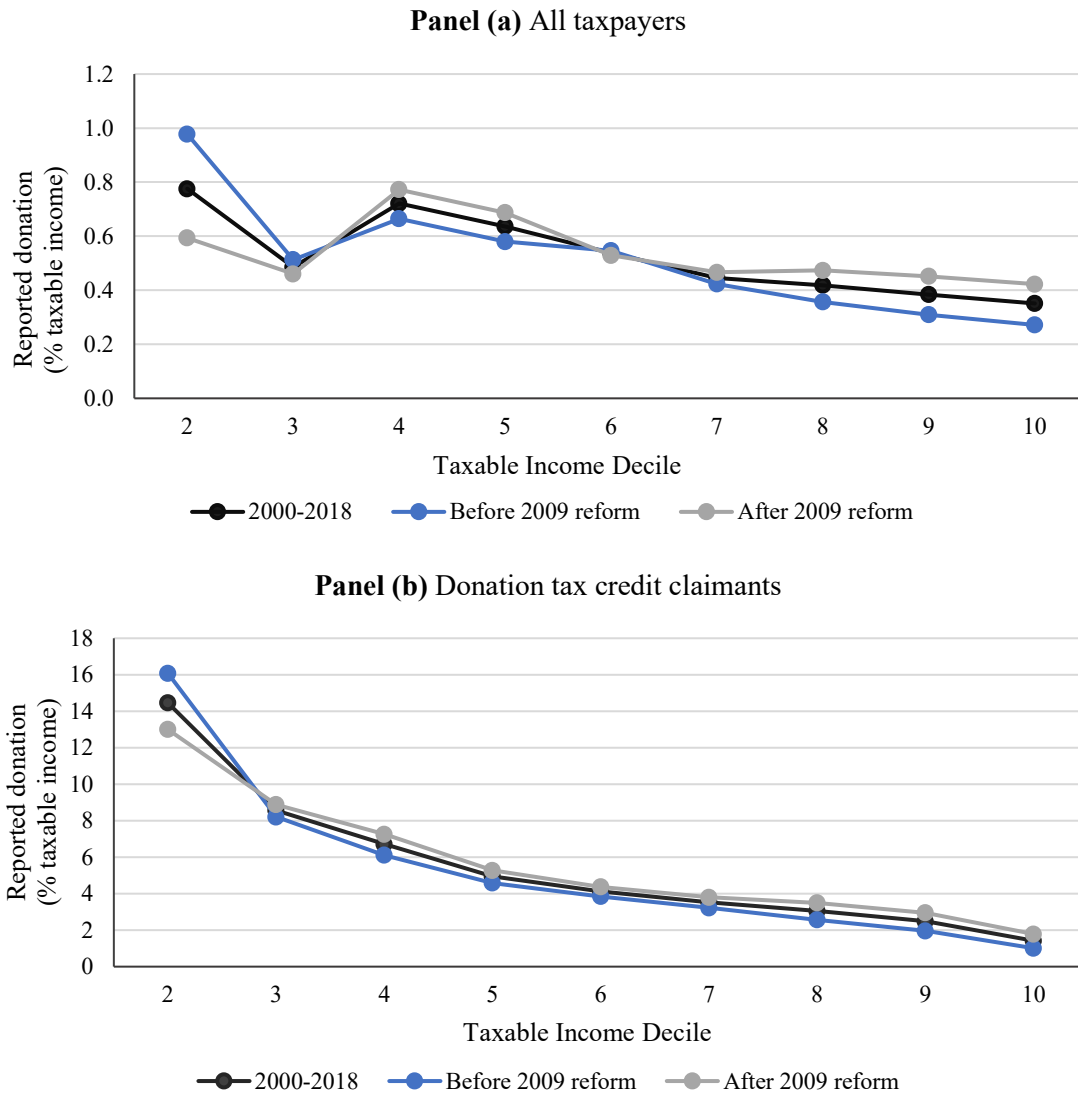 Panel (a) All taxpayers
1.2
1.0
0.8
0.6
0.4
0.2
0.0
Reported donation
(% taxable income)
2 3 4 5 6 7 8 9 10
Taxable Income Decile
2000-2018 Before 2009 reform After 2009 reform
Panel (b) Donation tax credit claimants
18
16
14
12
10
8
6
4
2
0
Reported donation
(% taxable income)
2 3 4 5 6 7 8 9 10
Taxable Income Decile
2000-2018 Before 2009 reform After 2009 reform